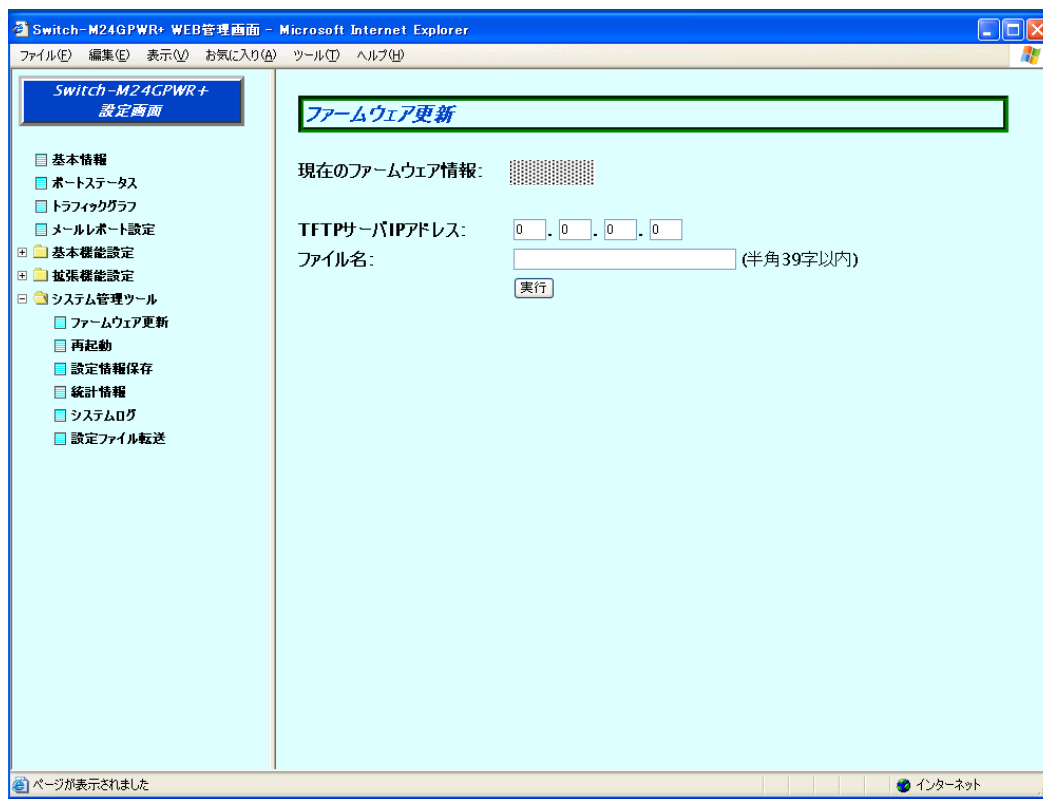 Switch-M24GPWR+ WEB管理画面 - Microsoft Internet Explorer
ファイル(F) 編集(E) 表示(V) お気に入り(A) ツール(T) ヘルプ(H)
Switch-M24GPWR+
設定画面
基本情報
ポートステータス
トラフィックグラフ
メールレポート設定
基本機能設定
拡張機能設定
システム管理ツール
ファームウェア更新
再起動
設定情報保存
統計情報
システムログ
設定ファイル転送
ファームウェア更新
現在のファームウェア情報:
TFTPサーバIPアドレス: 0 . 0 . 0 . 0
ファイル名: (半角39字以内)
実行
ページが表示されました インターネット